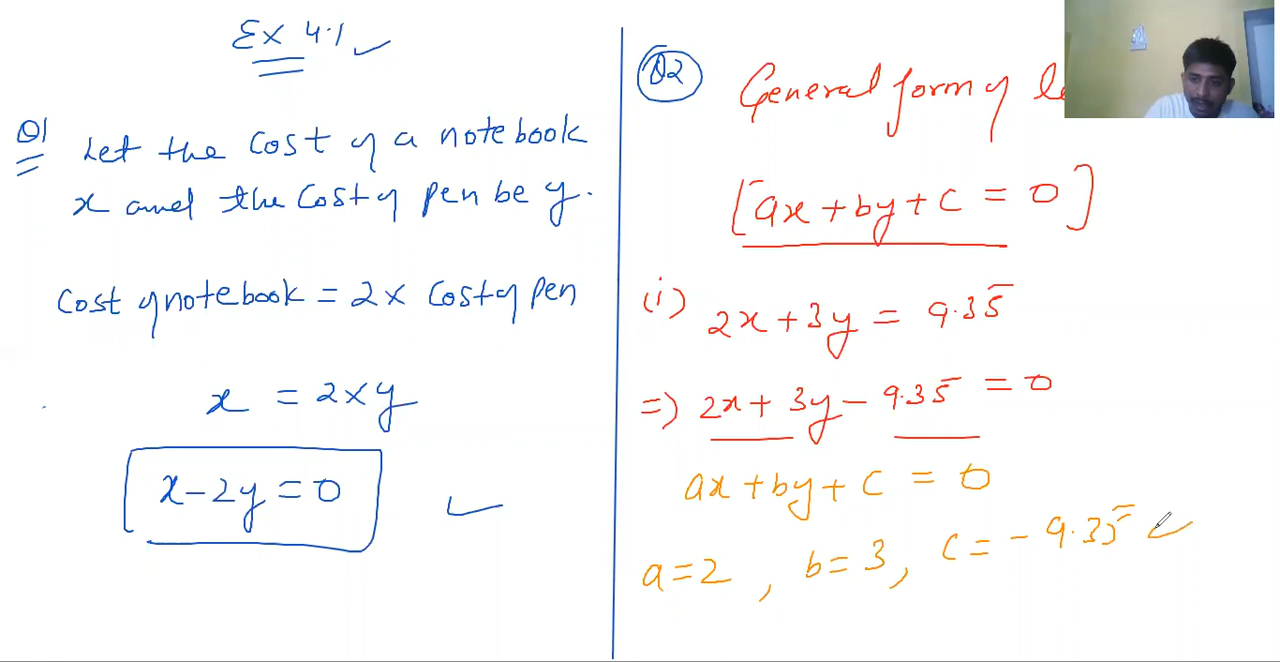 Ex 4.1
Q1 Let the cost of a notebook
x and the cost of pen be y.
Cost of notebook = 2 × Cost of pen
x = 2 × y
x - 2y = 0
Q2 General form of
[ax + by + c = 0]
(i) 2x + 3y = 9.35
=) 2x + 3y - 9.35 = 0
ax + by + c = 0
a = 2, b = 3, c = - 9.35